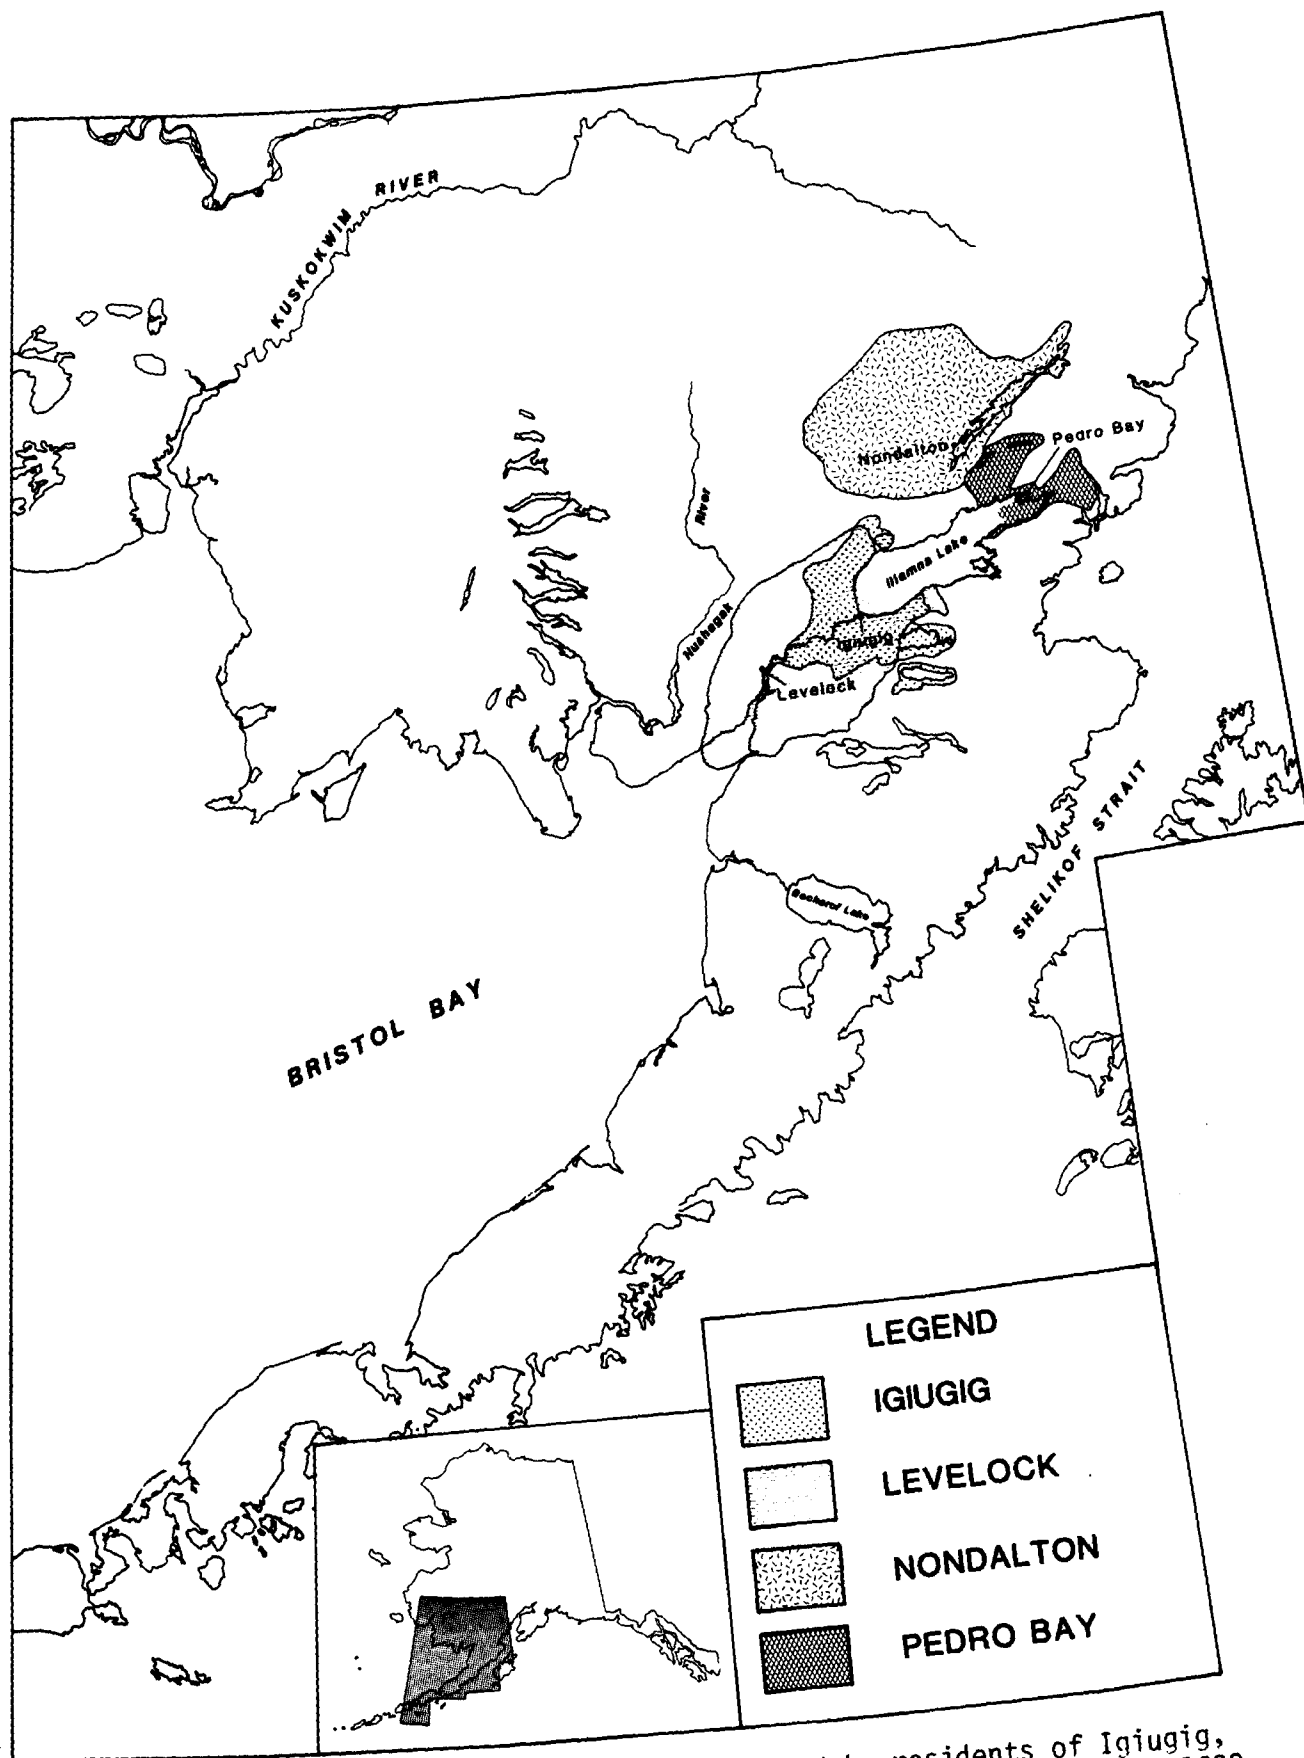 KUSKOKWIM RIVER
Nondalton
Pedro Bay
River
Iliamna Lake
Nushagak
Igiugig
Levelock
SHELIKOF STRAIT
Becharof Lake
BRISTOL BAY
LEGEND
IGIUGIG
LEVELOCK
NONDALTON
PEDRO BAY
residents of Igiugig,